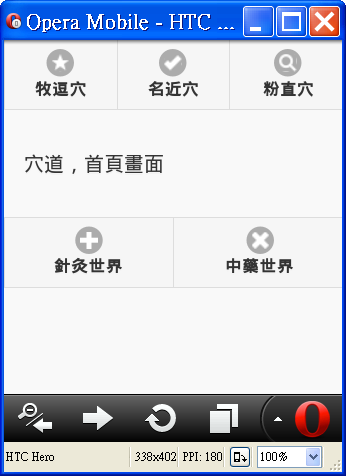 Opera Mobile - HTC ...
牧逗穴 名近穴 粉直穴
穴道，首頁畫面
針灸世界 中藥世界
HTC Hero 338x402 PPI: 180 100%